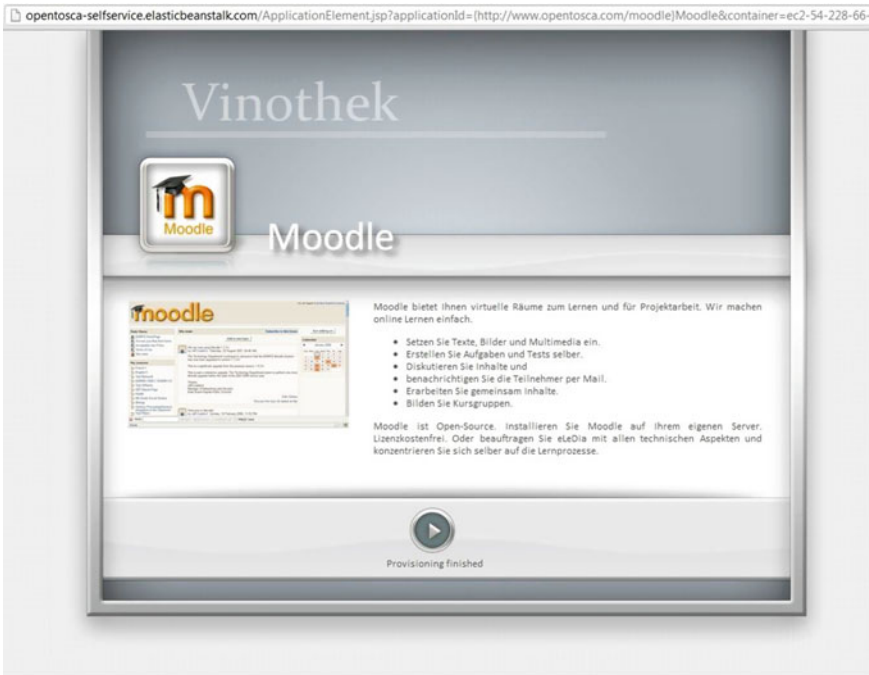 opentosca-selfservice.elasticbeanstalk.com/ApplicationElement.jsp?applicationId={http://www.opentosca.com/moodle}Moodle&container=ec2-54-228-66-
Vinothek
m
Moodle
Moodle
moodle
Moodle bietet Ihnen virtuelle Räume zum Lernen und für Projektarbeit. Wir machen
online Lernen einfach.
Setzen Sie Texte, Bilder und Multimedia ein.
Erstellen Sie Aufgaben und Tests selber.
Diskutieren Sie Inhalte und
benachrichtigen Sie die Teilnehmer per Mail.
Erarbeiten Sie gemeinsam Inhalte.
Bilden Sie Kursgruppen.
Moodle ist Open-Source. Installieren Sie Moodle auf Ihrem eigenen Server.
Lizenzkostenfrei. Oder beauftragen Sie eLeDia mit allen technischen Aspekten und
konzentrieren Sie sich selber auf die Lernprozesse.
Provisioning finished